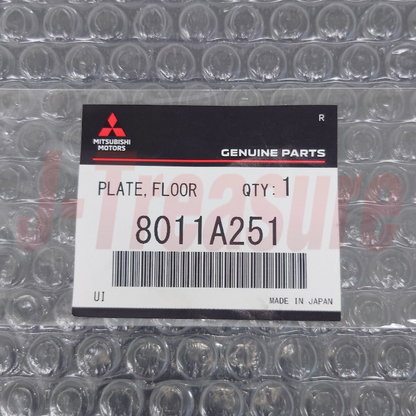 R
MITSUBISHI
MOTORS
GENUINE PARTS
PLATE, FLOOR QTY: 1
8011A251
UI
MADE IN JAPAN
J-Treasure